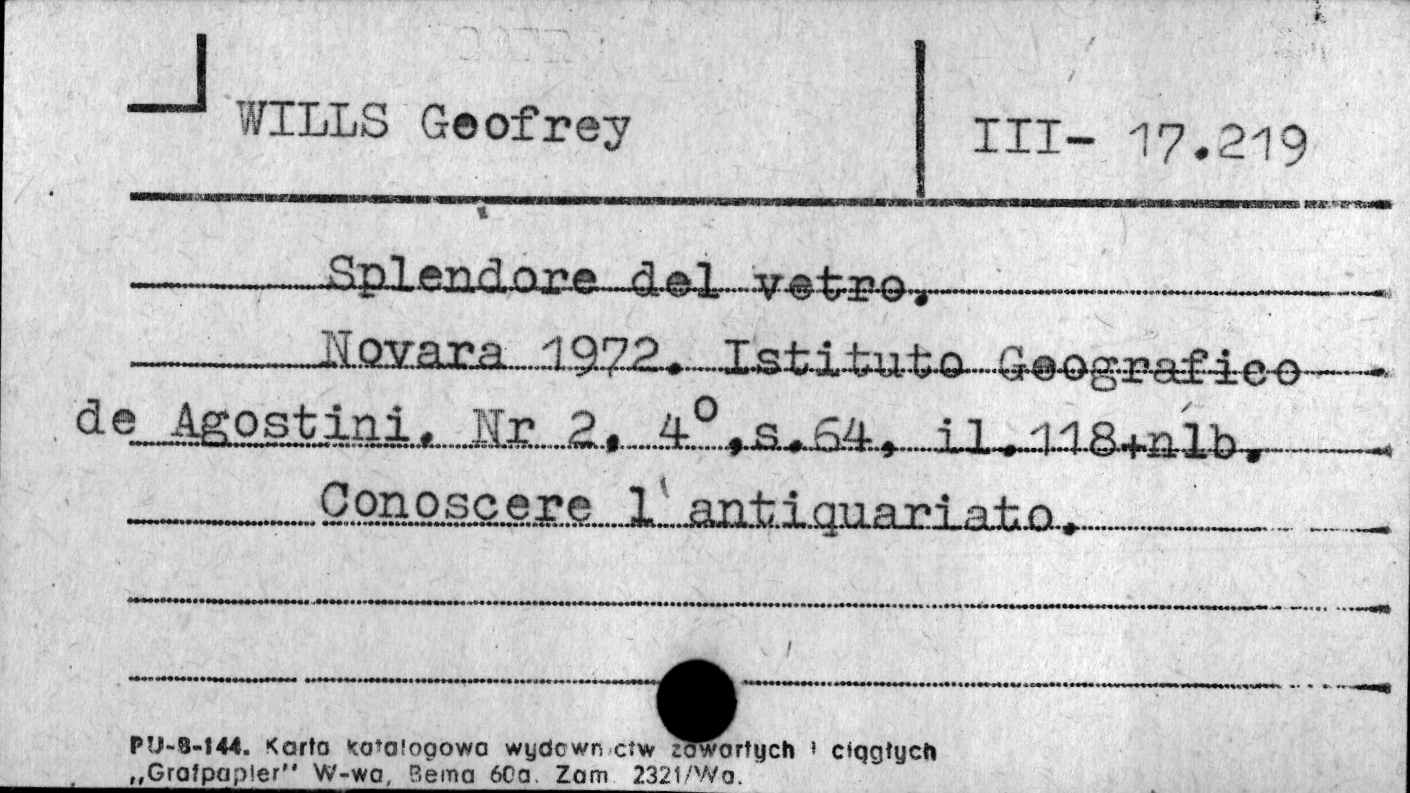 WILLS Geofrey
III- 17.219
Splendore del vetro.
Novara 1972. Istituto Geografico
de Agostini. Nr 2. 4°,s.64, il.118+nlb.
Conoscere l'antiquariato.
PU-8-144. Karta katalogowa wydawnictw zawartych i ciągłych
„Grafpapier" W-wa, Bema 60a. Zam. 2321/Wa.